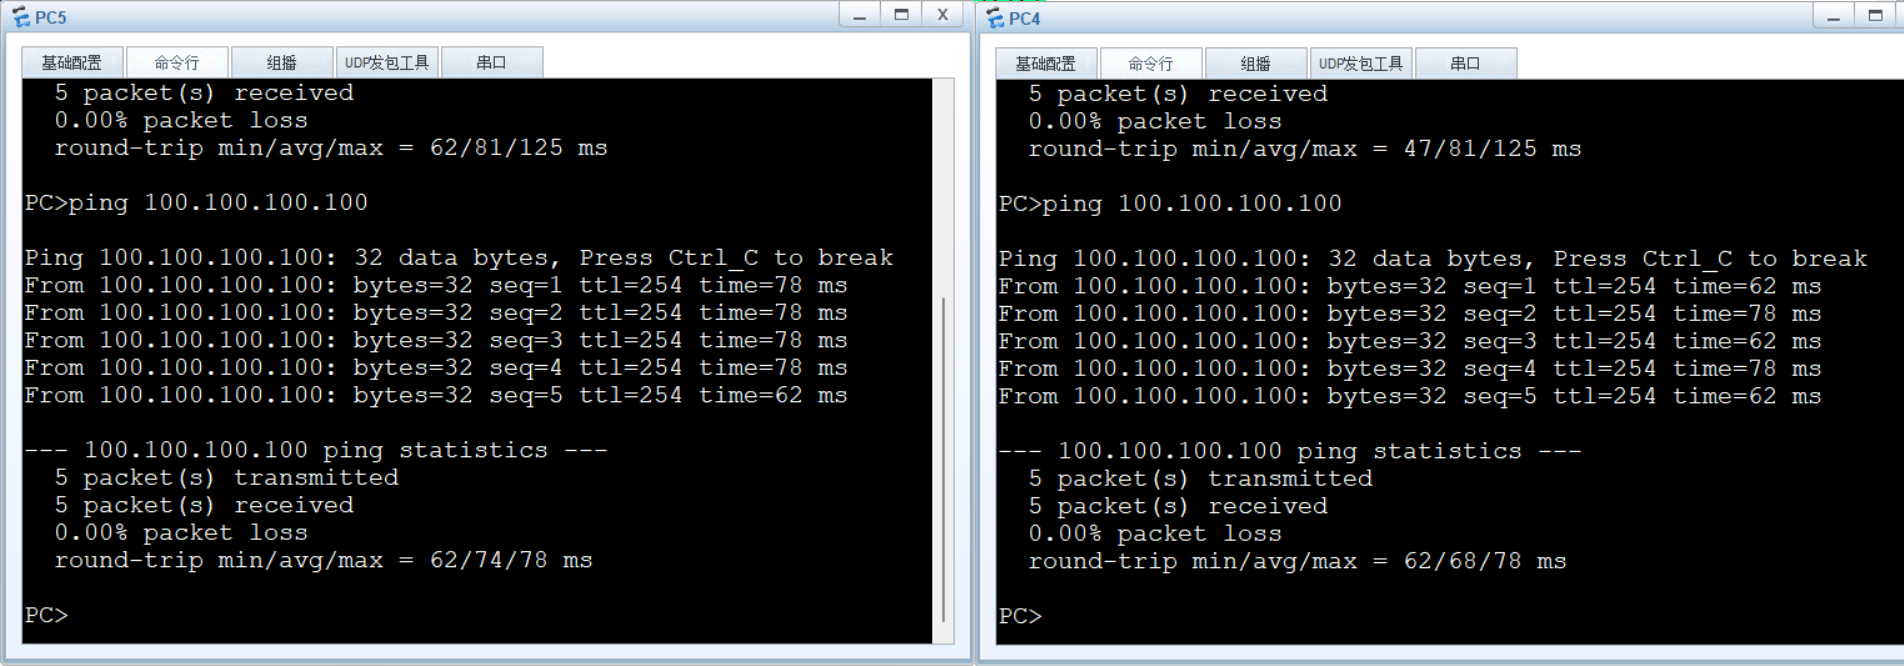 PC5
基础配置 命令行 组播 UDP发包工具 串口
5 packet(s) received
0.00% packet loss
round-trip min/avg/max = 62/81/125 ms
PC>ping 100.100.100.100
Ping 100.100.100.100: 32 data bytes, Press Ctrl_C to break
From 100.100.100.100: bytes=32 seq=1 ttl=254 time=78 ms
From 100.100.100.100: bytes=32 seq=2 ttl=254 time=78 ms
From 100.100.100.100: bytes=32 seq=3 ttl=254 time=78 ms
From 100.100.100.100: bytes=32 seq=4 ttl=254 time=78 ms
From 100.100.100.100: bytes=32 seq=5 ttl=254 time=62 ms
--- 100.100.100.100 ping statistics ---
5 packet(s) transmitted
5 packet(s) received
0.00% packet loss
round-trip min/avg/max = 62/74/78 ms
PC>
PC4
基础配置 命令行 组播 UDP发包工具 串口
5 packet(s) received
0.00% packet loss
round-trip min/avg/max = 47/81/125 ms
PC>ping 100.100.100.100
Ping 100.100.100.100: 32 data bytes, Press Ctrl_C to break
From 100.100.100.100: bytes=32 seq=1 ttl=254 time=62 ms
From 100.100.100.100: bytes=32 seq=2 ttl=254 time=78 ms
From 100.100.100.100: bytes=32 seq=3 ttl=254 time=62 ms
From 100.100.100.100: bytes=32 seq=4 ttl=254 time=78 ms
From 100.100.100.100: bytes=32 seq=5 ttl=254 time=62 ms
--- 100.100.100.100 ping statistics ---
5 packet(s) transmitted
5 packet(s) received
0.00% packet loss
round-trip min/avg/max = 62/68/78 ms
PC>